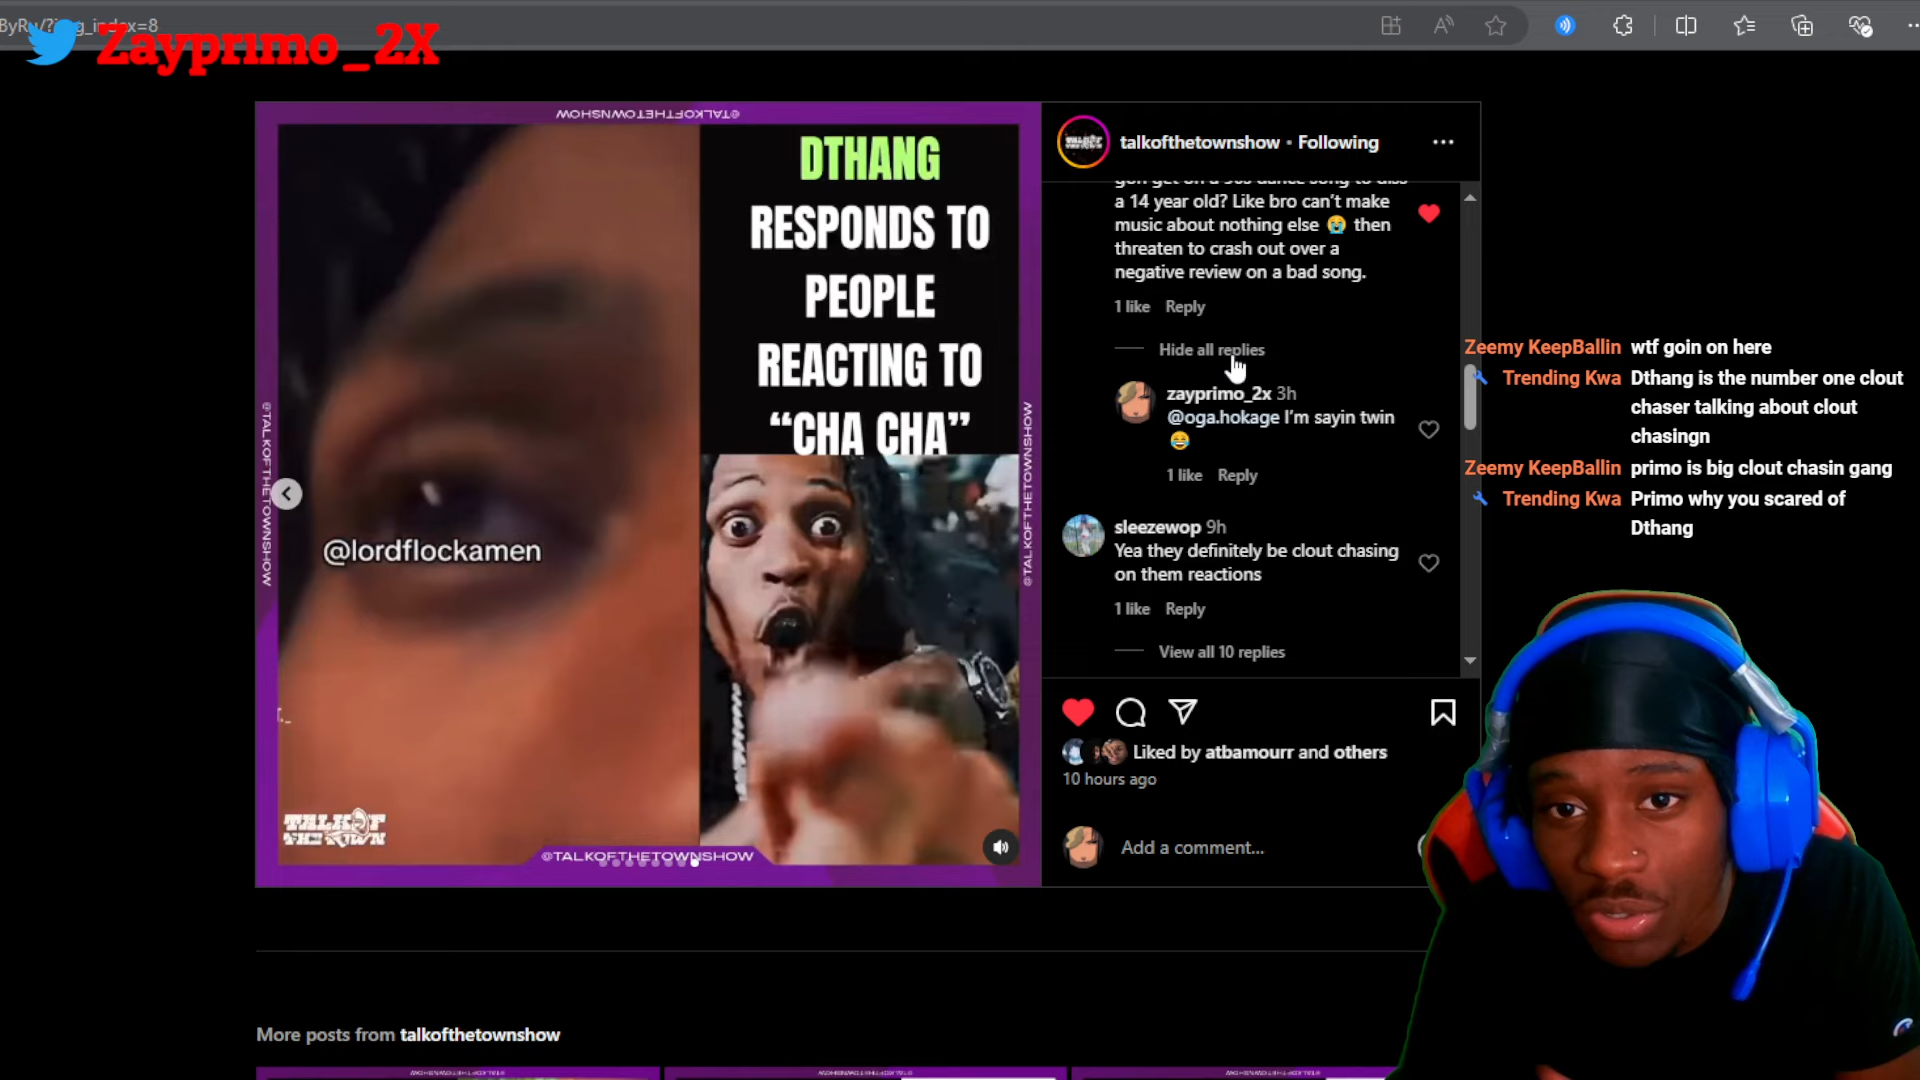 ByRu/?img_index=8
Zayprimo_2X
@TALKOFTHETOWNSHOW
@TALKOFTHETOWNSHOW
@TALKOFTHETOWNSHOW
DTHANG
RESPONDS TO
PEOPLE
REACTING TO
“CHA CHA”
@lordflockamen
TALK OF
THE TOWN
@TALKOFTHETOWNSHOW
talkofthetownshow • Following
gon get on a 90s dance song to diss
a 14 year old? Like bro can’t make
music about nothing else 😭 then
threaten to crash out over a
negative review on a bad song.
1 like Reply
Hide all replies
zayprimo_2x 3h
@oga.hokage I’m sayin twin
😂
1 like Reply
sleezewop 9h
Yea they definitely be clout chasing
on them reactions
1 like Reply
View all 10 replies
Liked by atbamourr and others
10 hours ago
Add a comment...
Zeemy KeepBallin wtf goin on here
Trending Kwa Dthang is the number one clout
chaser talking about clout
chasingn
Zeemy KeepBallin primo is big clout chasin gang
Trending Kwa Primo why you scared of
Dthang
More posts from talkofthetownshow